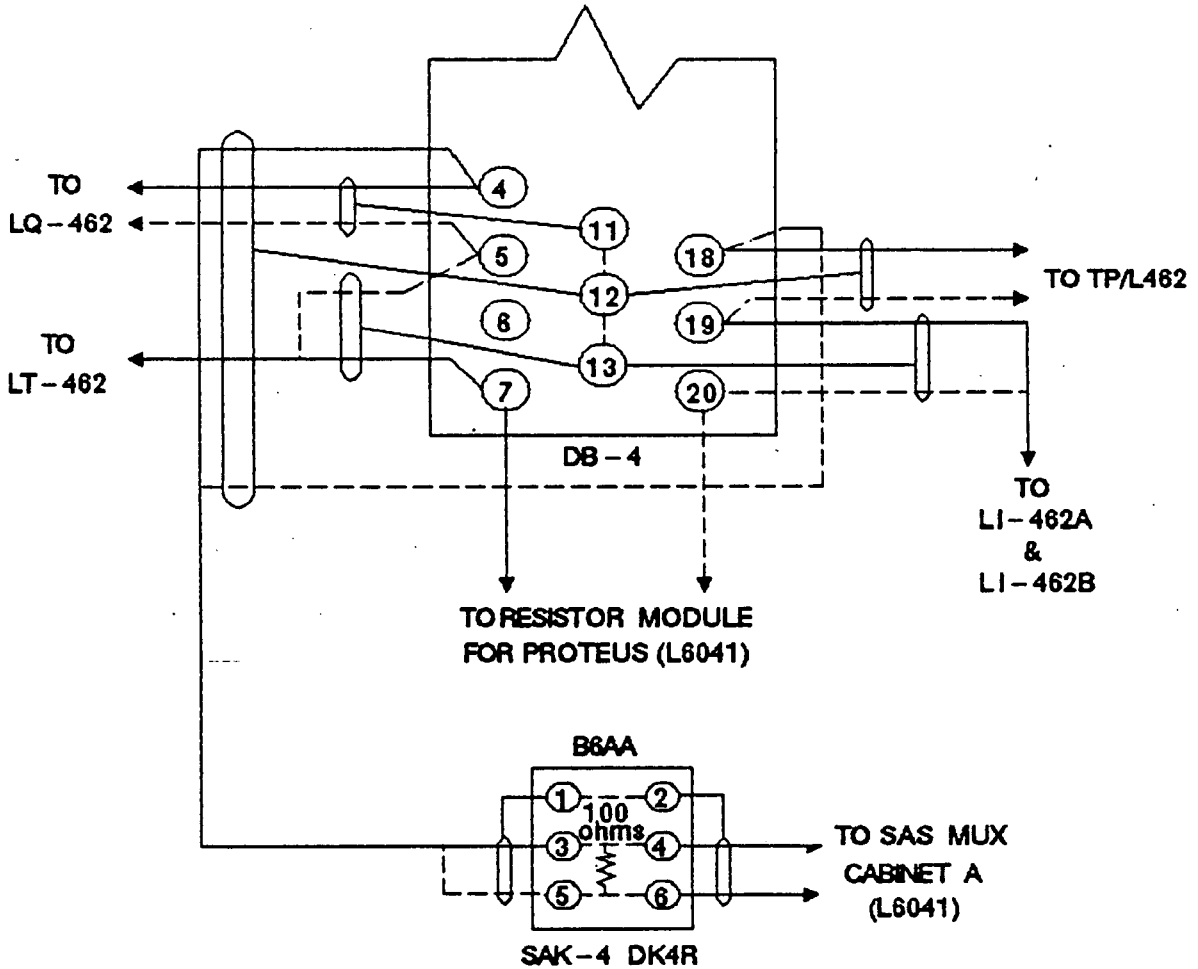 4
TO
LQ-462
11
5
18
12
TO TP/L462
6
19
TO
LT-462
13
7
20
DB-4
TO
LI-462A
&
LI-462B
TO RESISTOR MODULE
FOR PROTEUS (L6041)
B6AA
1
2
100
ohms
3
4
TO SAS MUX
CABINET A
(L6041)
5
6
SAK-4 DK4R